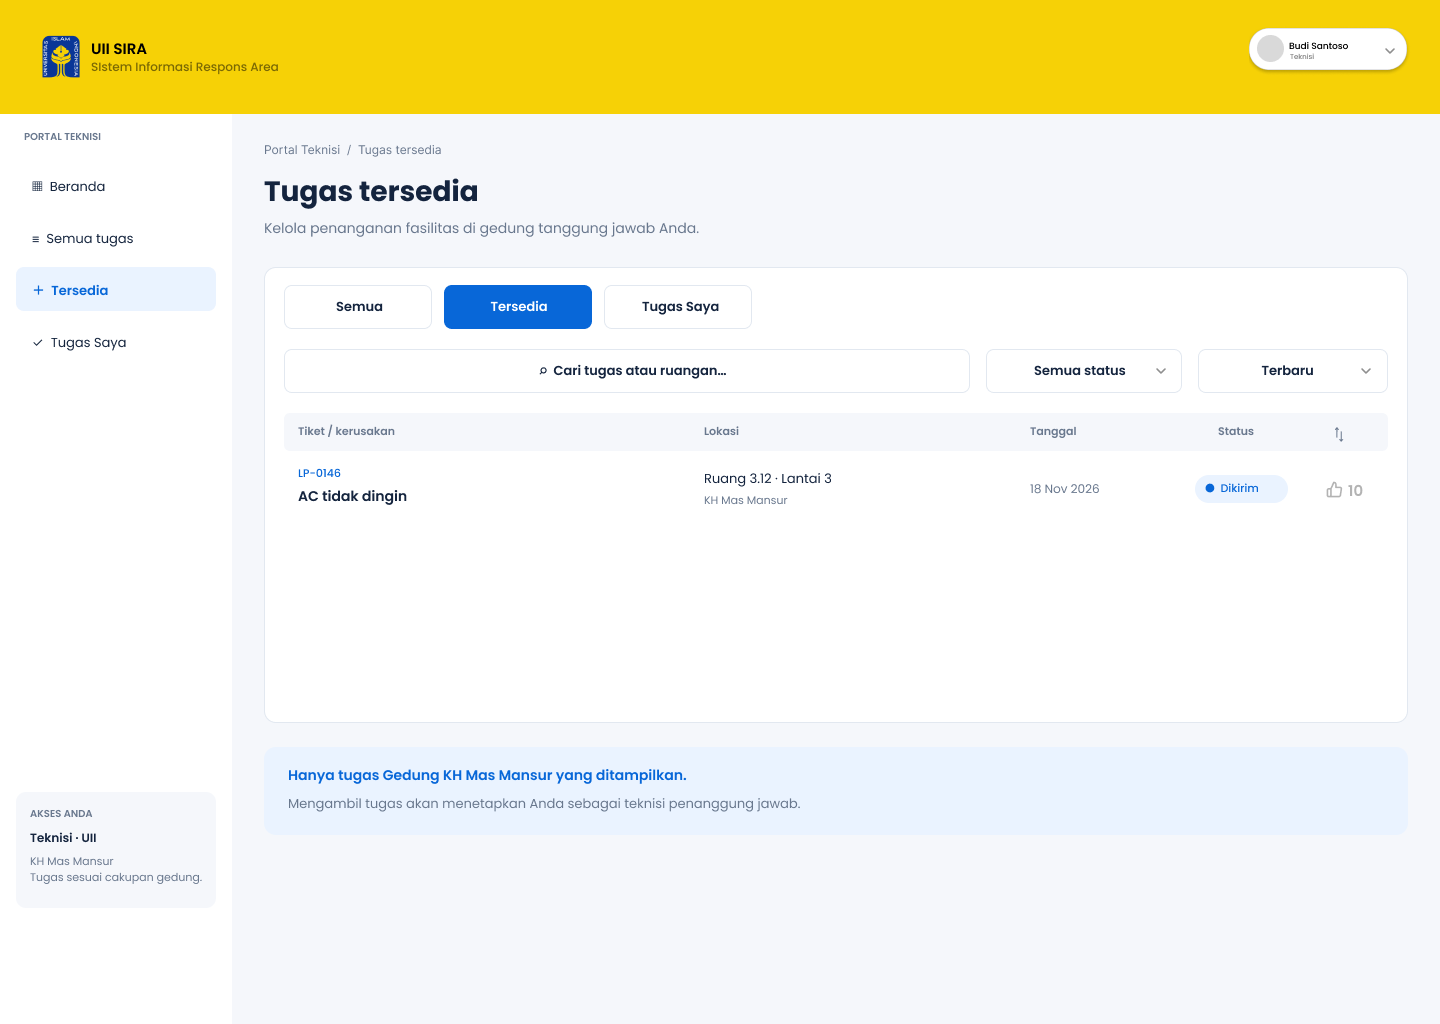 ISLAM
UNIVERSITAS
INDONESIA
UII SIRA
SIstem Informasi Respons Area
Budi Santoso
Teknisi
PORTAL TEKNISI
Beranda
Semua tugas
Tersedia
Tugas Saya
AKSES ANDA
Teknisi · UII
KH Mas Mansur
Tugas sesuai cakupan gedung.
Portal Teknisi / Tugas tersedia
Tugas tersedia
Kelola penanganan fasilitas di gedung tanggung jawab Anda.
Semua Tersedia Tugas Saya
Cari tugas atau ruangan... Semua status Terbaru
Tiket / kerusakan Lokasi Tanggal Status
LP-0146
AC tidak dingin
Ruang 3.12 · Lantai 3
KH Mas Mansur
18 Nov 2026
Dikirim
10
Hanya tugas Gedung KH Mas Mansur yang ditampilkan.
Mengambil tugas akan menetapkan Anda sebagai teknisi penanggung jawab.